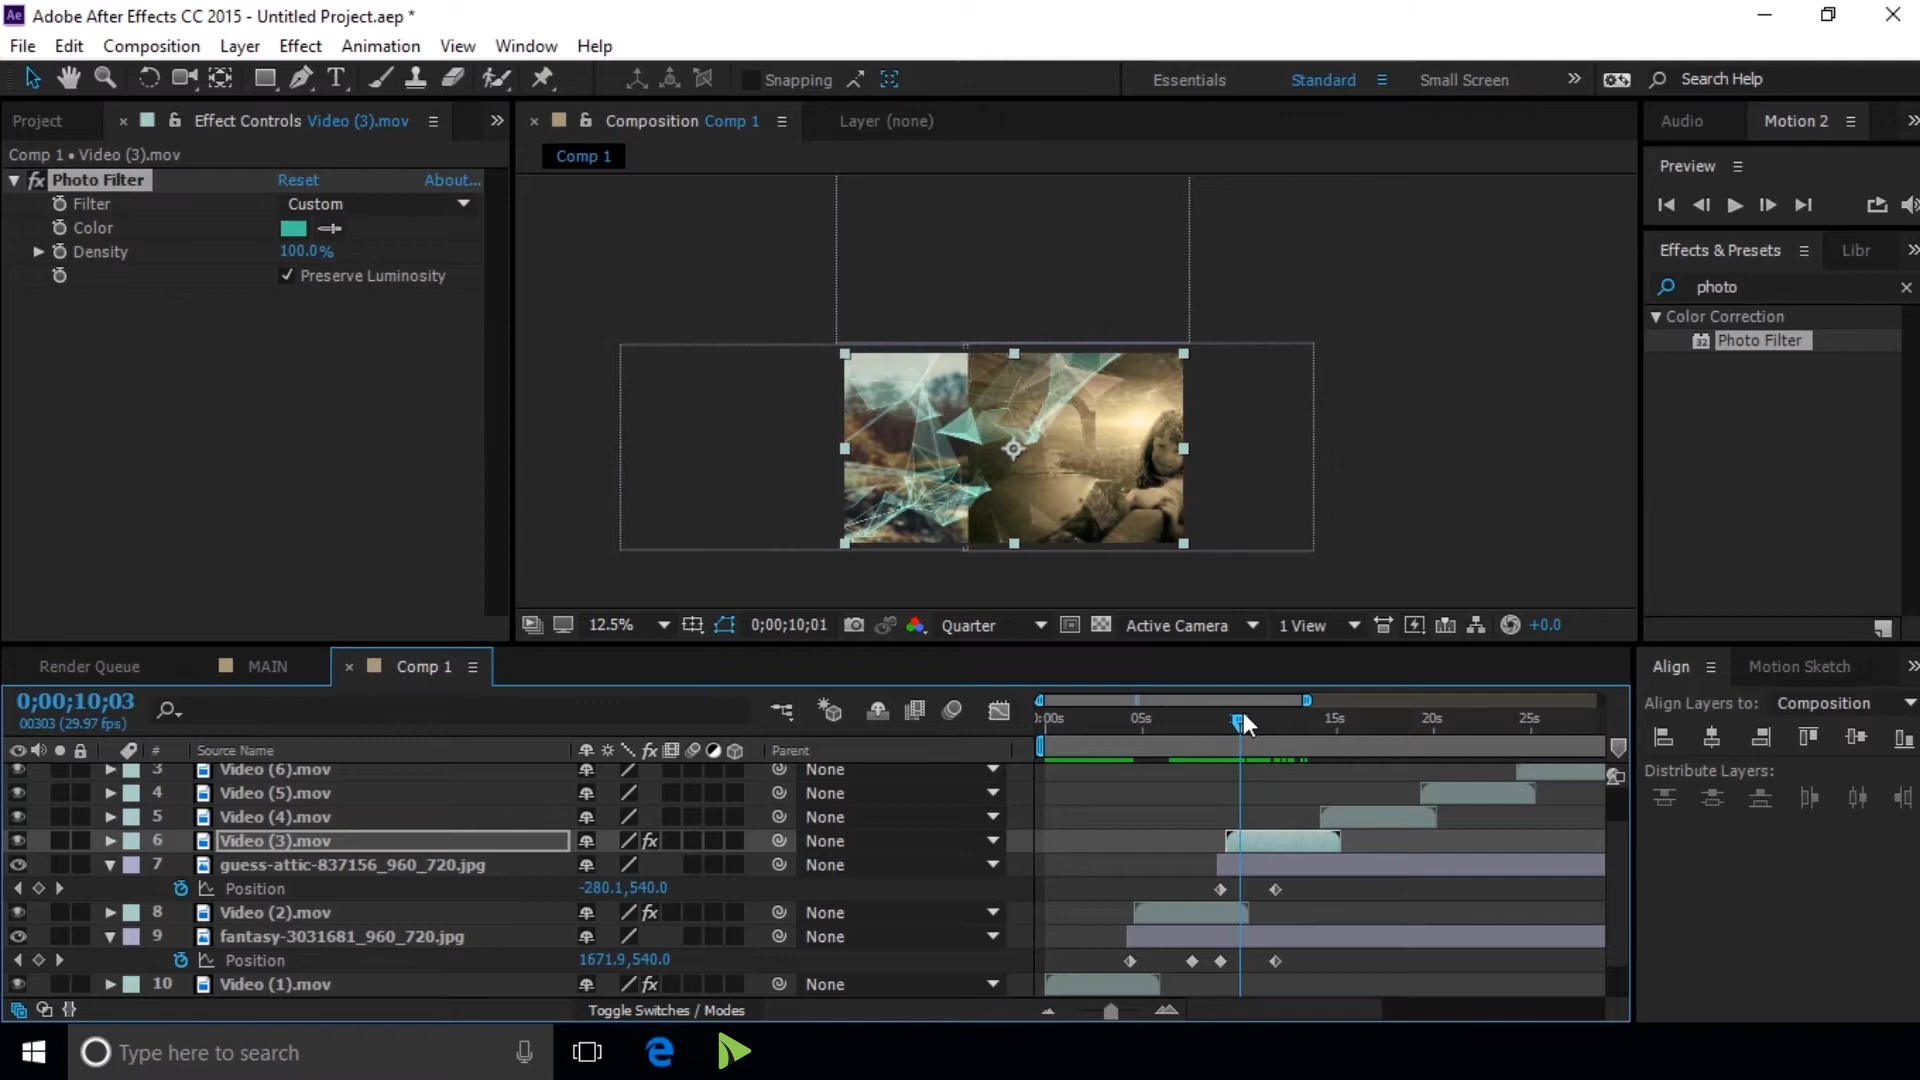 Ae Adobe After Effects CC 2015 - Untitled Project.aep *
File Edit Composition Layer Effect Animation View Window Help
T Snapping Essentials Standard Small Screen Search Help
Project Effect Controls Video (3).mov Composition Comp 1 Layer (none) Audio Motion 2
Comp 1 • Video (3).mov Comp 1
fx Photo Filter Reset About...
Filter Custom
Color
Density 100.0%
Preserve Luminosity
Preview
Effects & Presets Libr
photo
Color Correction
32 Photo Filter
12.5% 0;00;10;01 Quarter Active Camera 1 View +0.0
Render Queue MAIN Comp 1 Align Motion Sketch
0;00;10;03
00303 (29.97 fps)
05s 15s 20s 25s
Align Layers to: Composition
# Source Name fx Parent
3 Video (6).mov None
Distribute Layers:
4 Video (5).mov None
5 Video (4).mov None
6 Video (3).mov fx None
7 guess-attic-837156_960_720.jpg None
Position -280.1,540.0
8 Video (2).mov fx None
9 fantasy-3031681_960_720.jpg None
Position 1671.9,540.0
10 Video (1).mov fx None
Toggle Switches / Modes
Type here to search